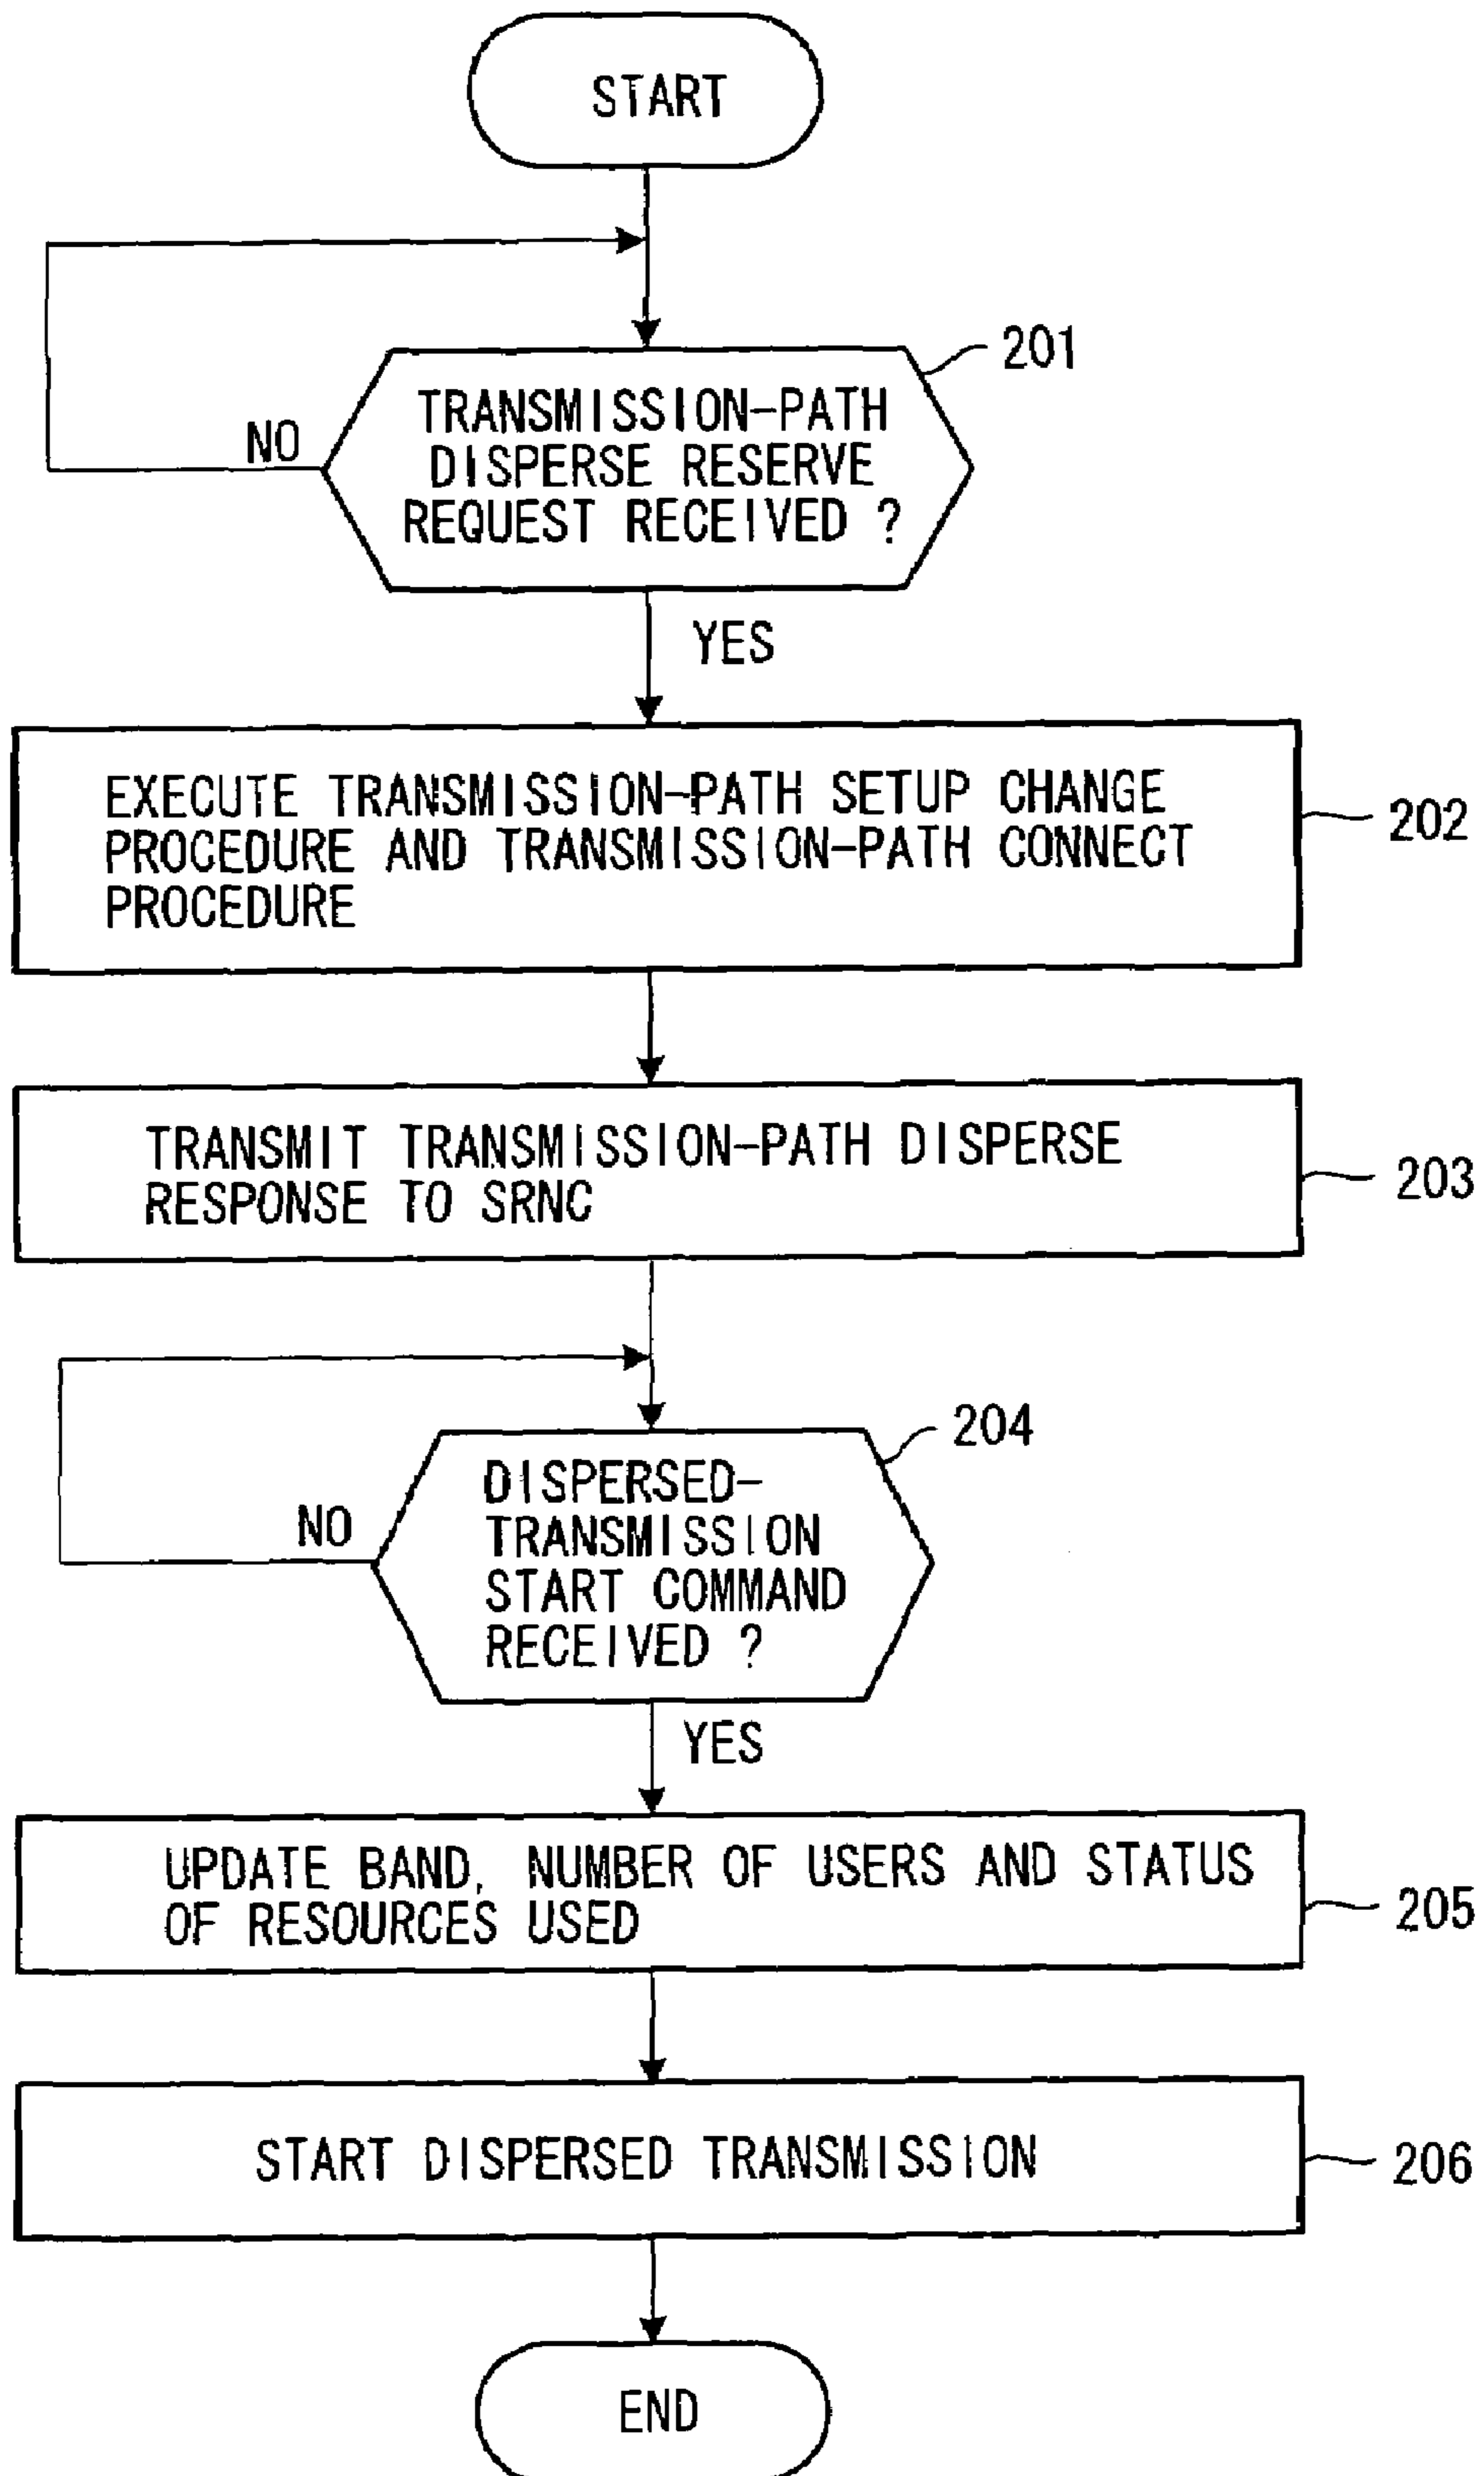 START
201
TRANSMISSION-PATH
DISPERSE RESERVE
REQUEST RECEIVED ?
NO
YES
EXECUTE TRANSMISSION-PATH SETUP CHANGE
PROCEDURE AND TRANSMISSION-PATH CONNECT
PROCEDURE
202
TRANSMIT TRANSMISSION-PATH DISPERSE
RESPONSE TO SRNC
203
204
DISPERSED-
TRANSMISSION
START COMMAND
RECEIVED ?
NO
YES
UPDATE BAND, NUMBER OF USERS AND STATUS
OF RESOURCES USED
205
START DISPERSED TRANSMISSION
206
END